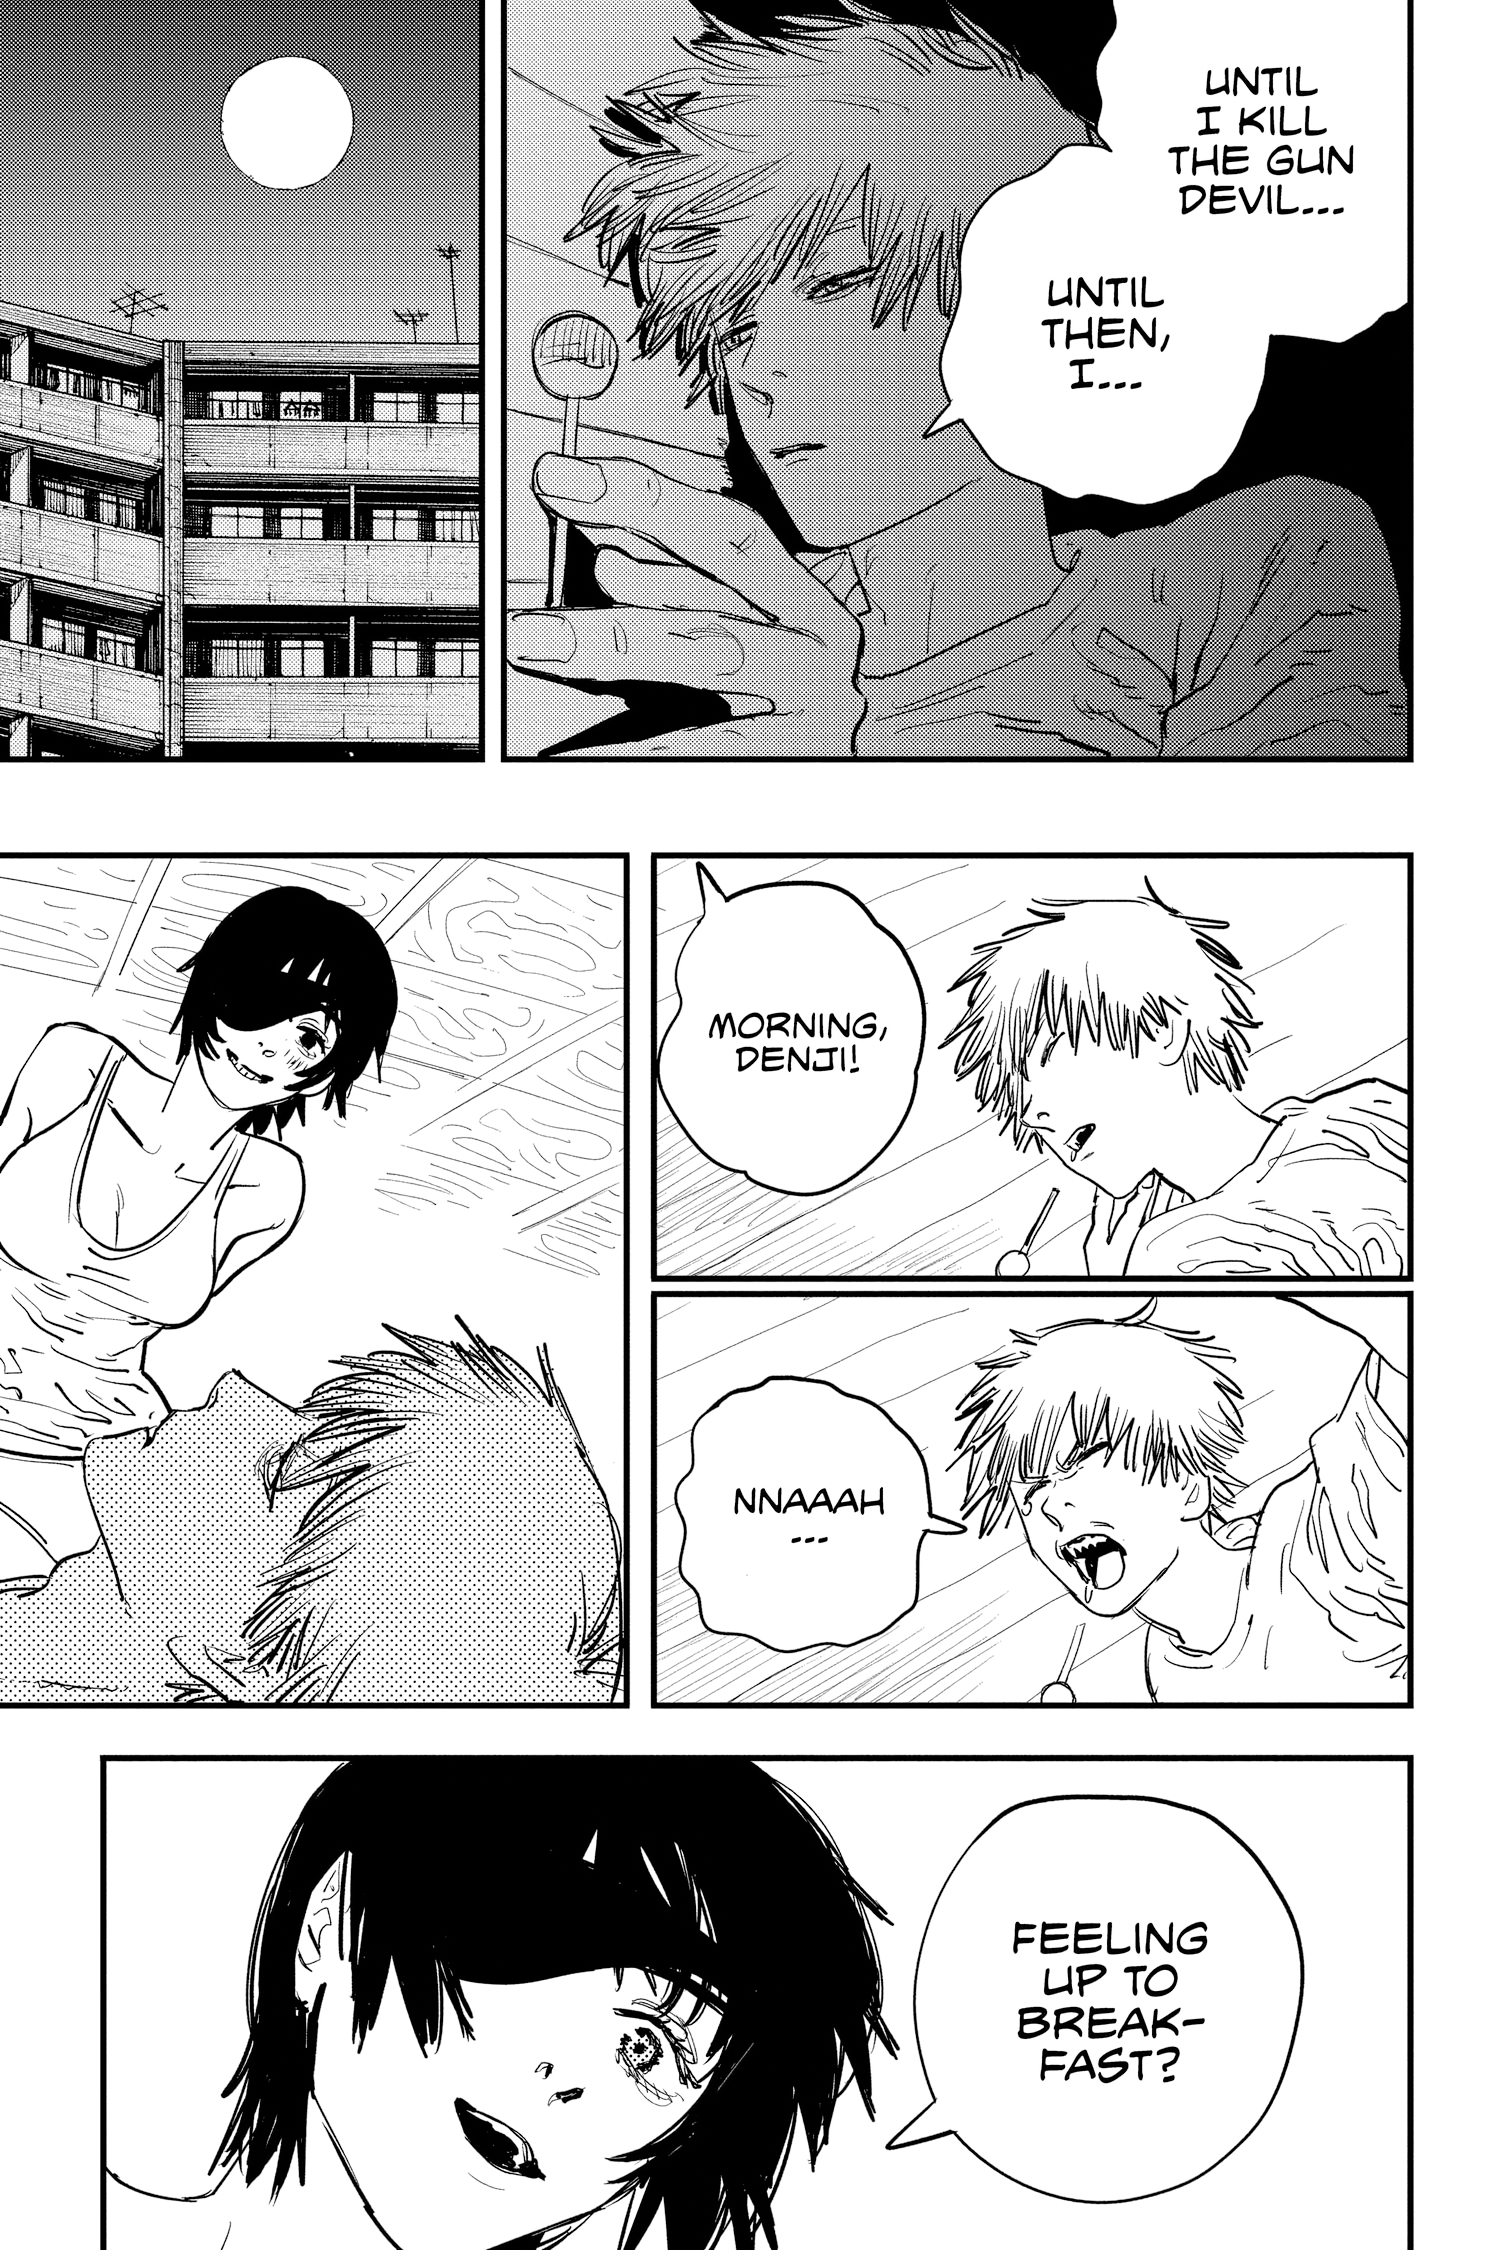 UNTIL
I KILL
THE GUN
DEVIL...
UNTIL
THEN,
I...
MORNING,
DENJI!
NNAAAH
...
FEELING
UP TO
BREAK-
FAST?